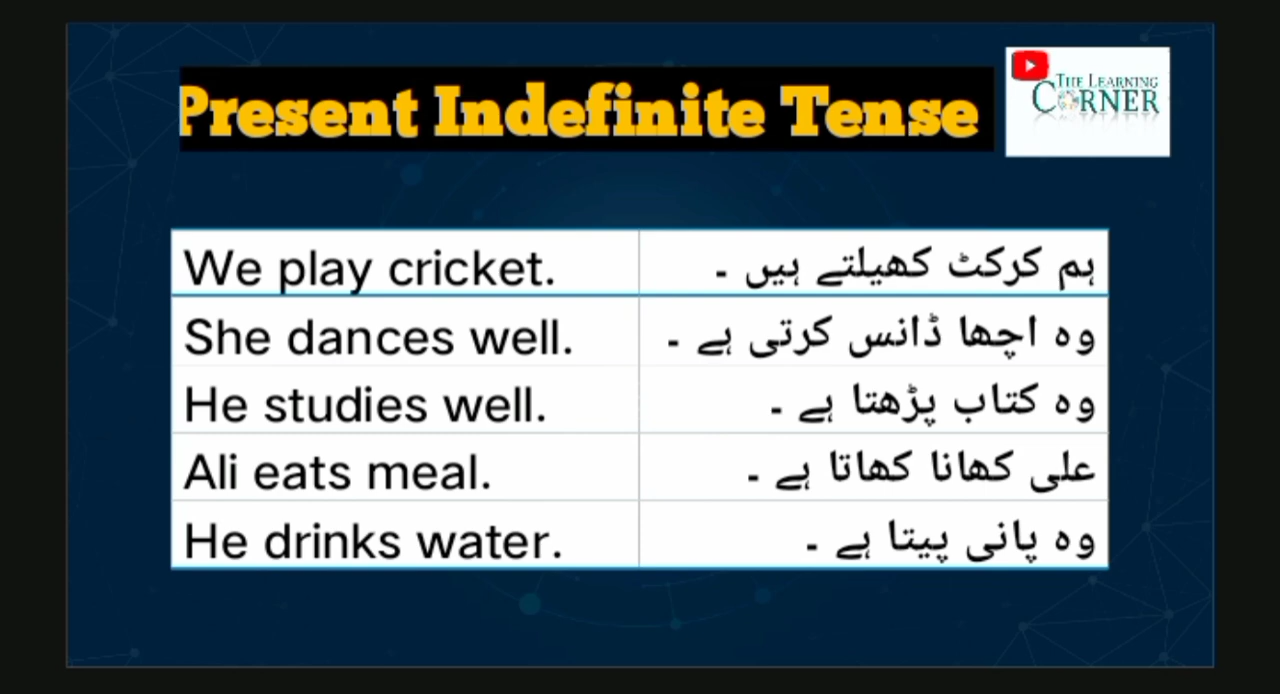 Present Indefinite Tense
THE LEARNING
CORNER
We play cricket.
ہم کرکٹ کھیلتے ہیں ۔
She dances well.
وہ اچھا ڈانس کرتی ہے ۔
He studies well.
وہ کتاب پڑھتا ہے ۔
Ali eats meal.
علی کھانا کھاتا ہے ۔
He drinks water.
وہ پانی پیتا ہے ۔